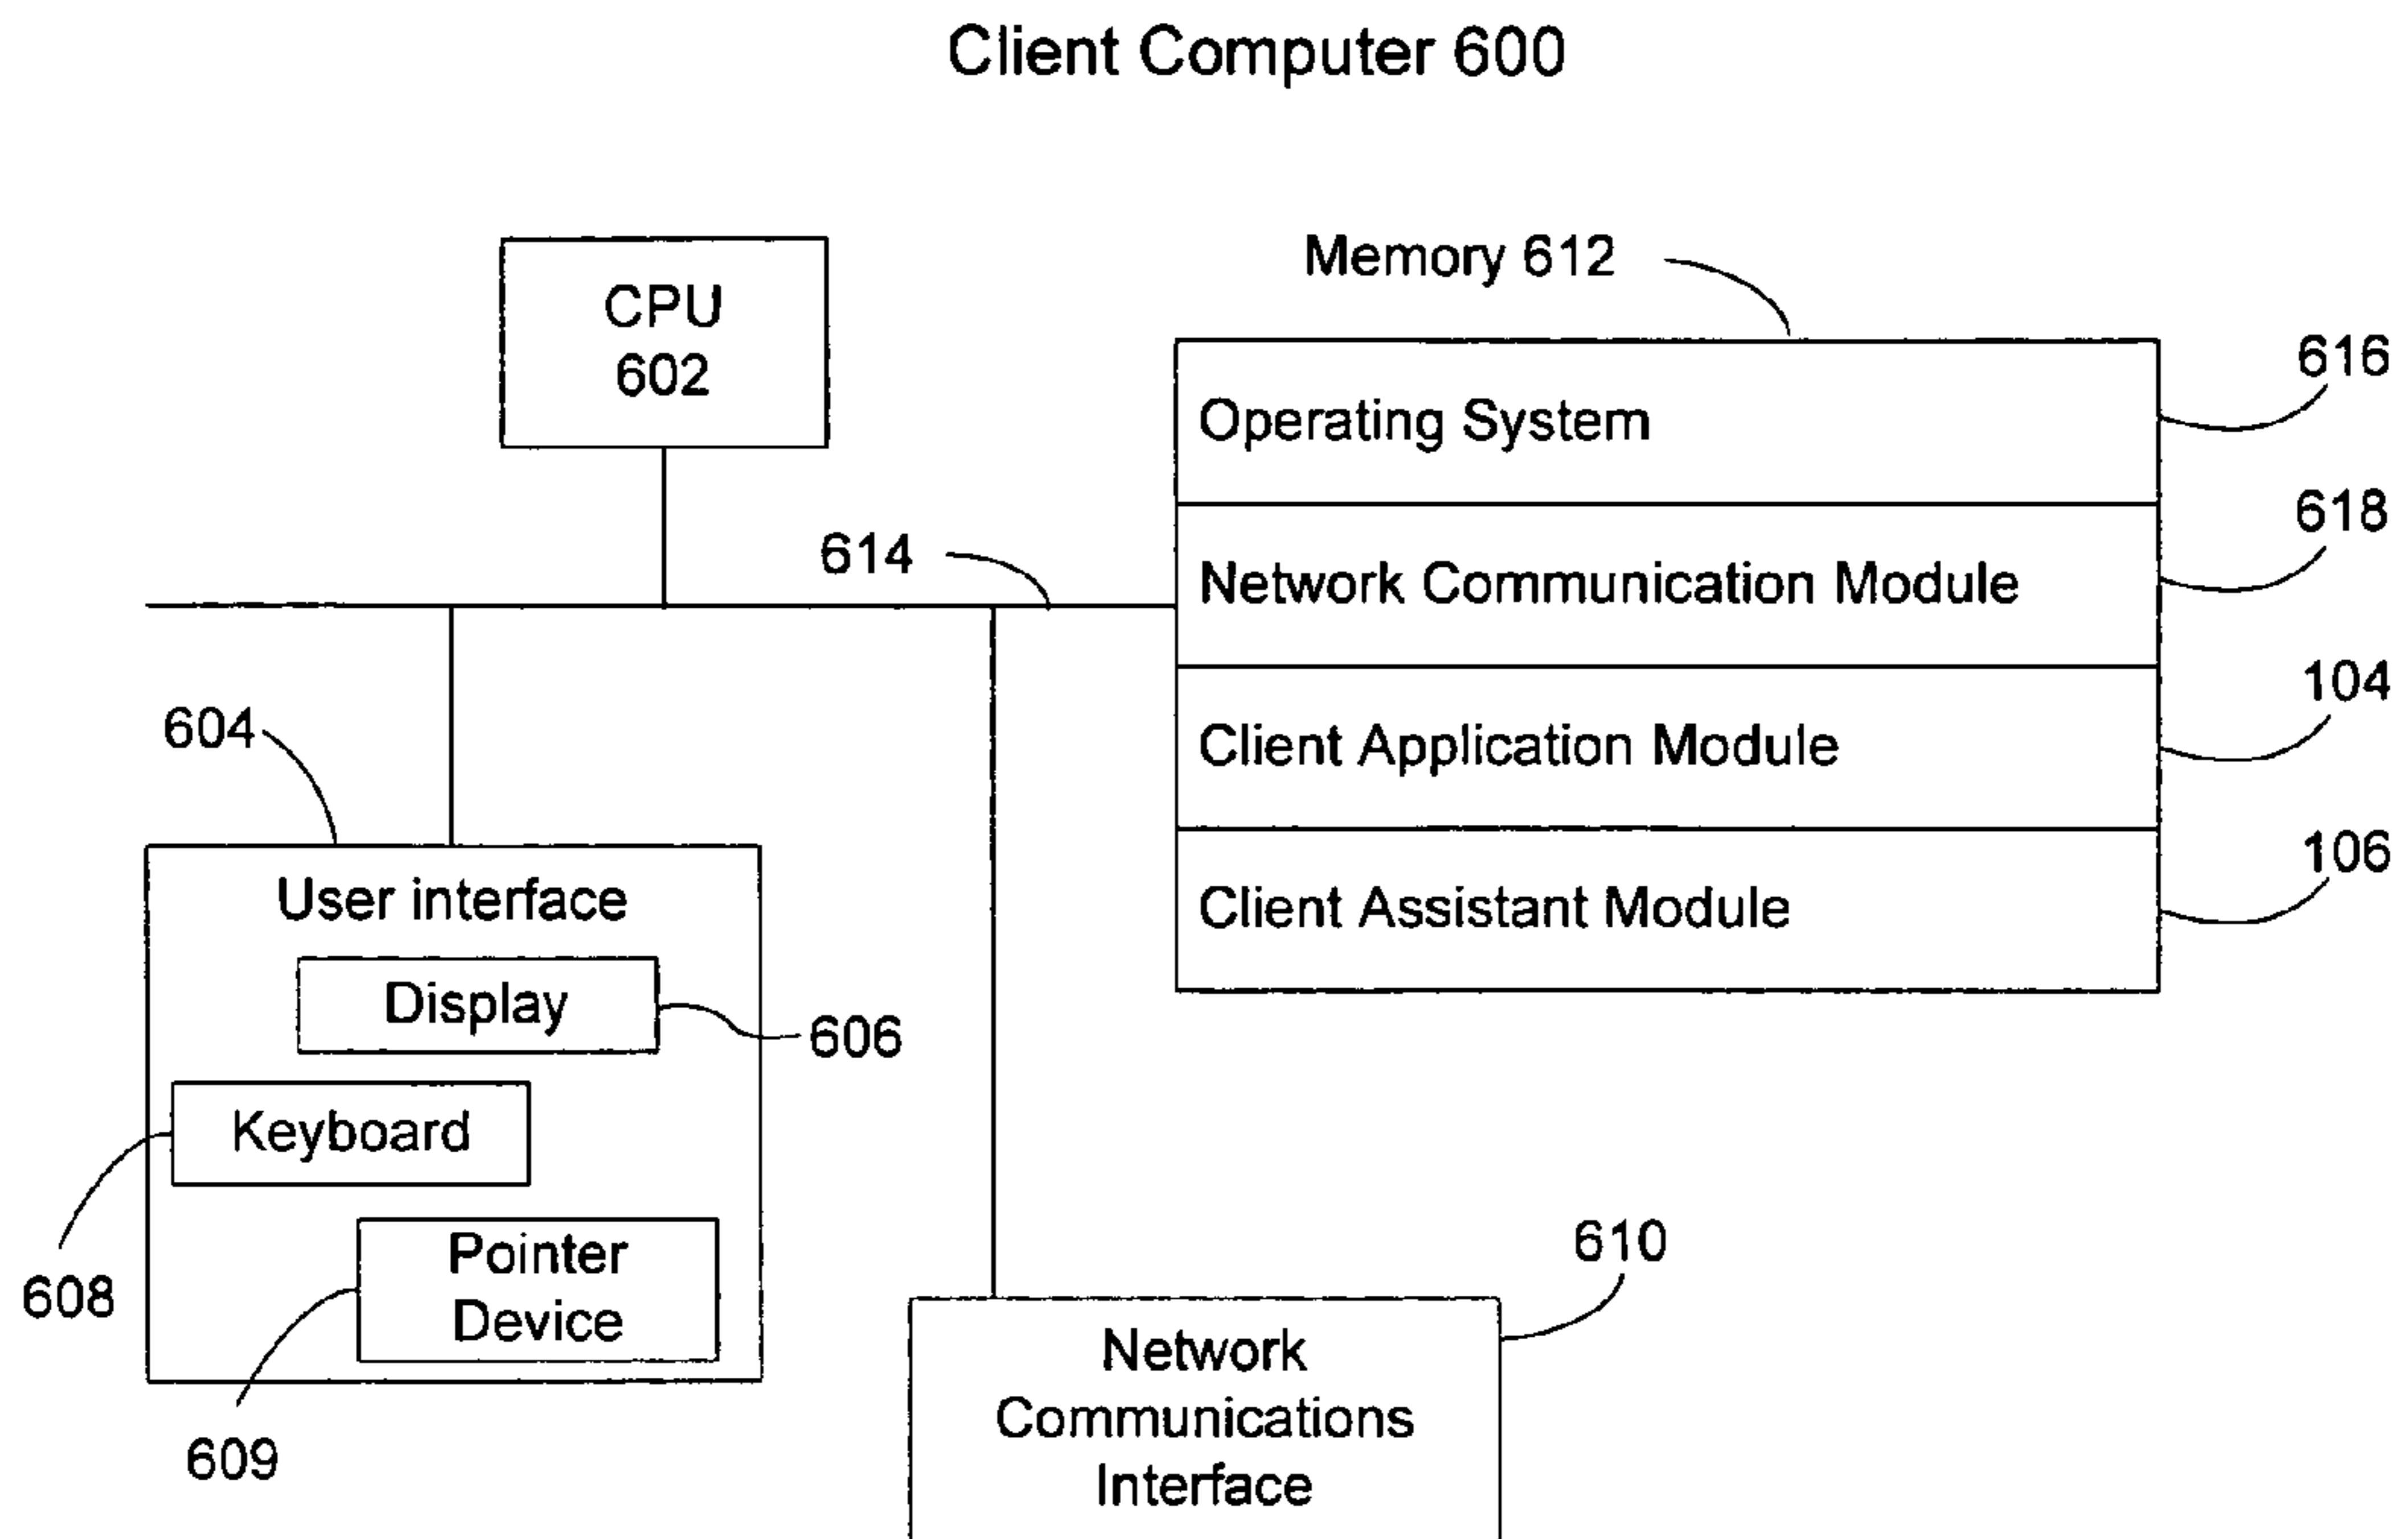 Client Computer 600
CPU
602
Memory 612
616
Operating System
618
614
Network Communication Module
104
604
Client Application Module
106
User interface
Client Assistant Module
Display
606
Keyboard
608
Pointer
Device
609
610
Network
Communications
Interface